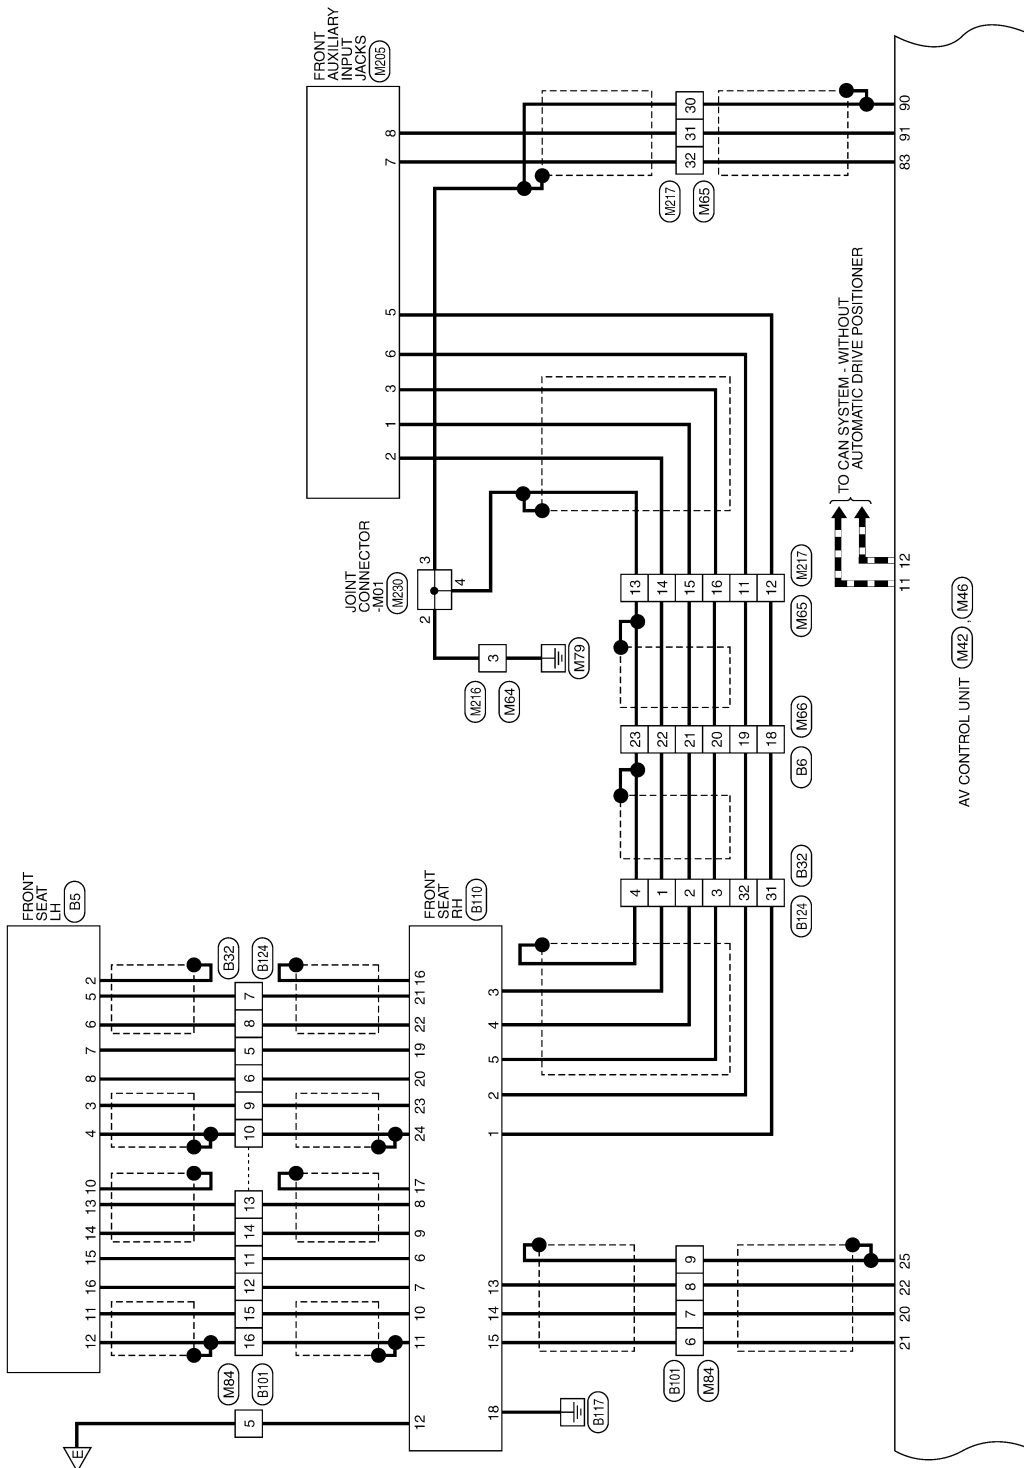 FRONT
AUXILIARY
INPUT
JACKS
M205
8
7
5
6
3
1
2
30
31
32
M217
M65
90
91
83
TO CAN SYSTEM - WITHOUT
AUTOMATIC DRIVE POSITIONER
JOINT
CONNECTOR
-M01
M230
3
4
2
3
M216
M64
M79
13
14
15
16
11
12
M217
M65
12
11
AV CONTROL UNIT M42 , M46
23
22
21
20
19
18
M66
B6
4
1
2
3
32
31
B32
B124
FRONT
SEAT
LH
B5
2
5
6
7
8
3
4
10
13
14
15
16
11
12
B32
B124
7
8
5
6
9
10
13
14
11
12
15
16
M84
B101
5
E
FRONT
SEAT
RH
B110
16
21
22
19
20
23
24
17
8
9
6
7
10
11
12
3
4
5
2
1
13
14
15
18
B117
9
8
7
6
B101
M84
25
22
20
21